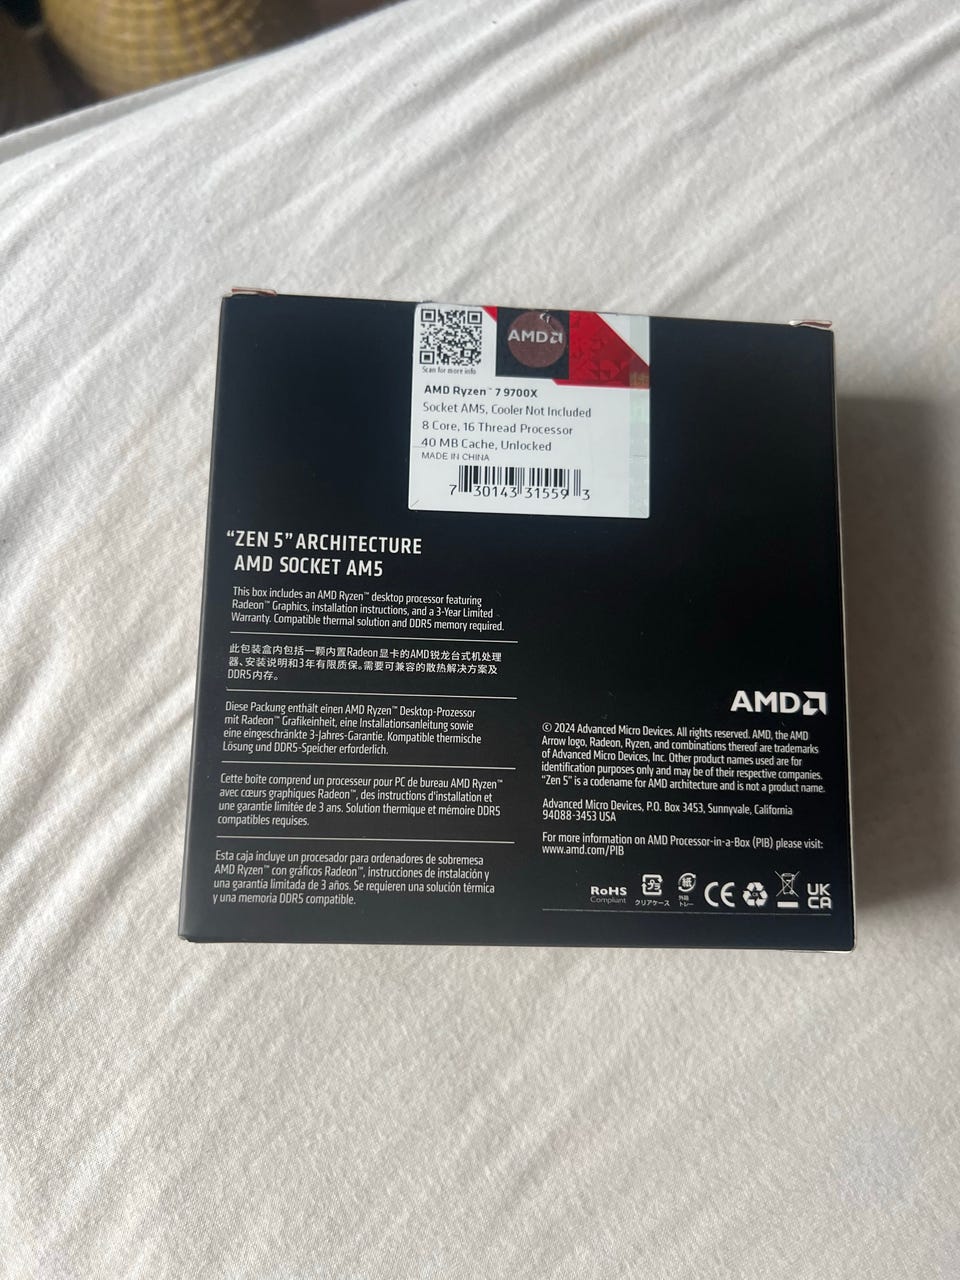 Scan for more info
AMD
AMD Ryzen™ 7 9700X
Socket AM5, Cooler Not Included
8 Core, 16 Thread Processor
40 MB Cache, Unlocked
MADE IN CHINA
7 30143 31559 3
“ZEN 5” ARCHITECTURE
AMD SOCKET AM5
This box includes an AMD Ryzen™ desktop processor featuring
Radeon™ Graphics, installation instructions, and a 3-Year Limited
Warranty. Compatible thermal solution and DDR5 memory required.
此包装盒内包括一颗内置Radeon显卡的AMD锐龙台式机处理
器、安装说明和3年有限质保。需要可兼容的散热解决方案及
DDR5内存。
Diese Packung enthält einen AMD Ryzen™ Desktop-Prozessor
mit Radeon™ Grafikeinheit, eine Installationsanleitung sowie
eine eingeschränkte 3-Jahres-Garantie. Kompatible thermische
Lösung und DDR5-Speicher erforderlich.
Cette boîte comprend un processeur pour PC de bureau AMD Ryzen™
avec cœurs graphiques Radeon™, des instructions d'installation et
une garantie limitée de 3 ans. Solution thermique et mémoire DDR5
compatibles requises.
Esta caja incluye un procesador para ordenadores de sobremesa
AMD Ryzen™ con gráficos Radeon™, instrucciones de instalación y
una garantía limitada de 3 años. Se requieren una solución térmica
y una memoria DDR5 compatible.
AMD
© 2024 Advanced Micro Devices. All rights reserved. AMD, the AMD
Arrow logo, Radeon, Ryzen, and combinations thereof are trademarks
of Advanced Micro Devices, Inc. Other product names used are for
identification purposes only and may be of their respective companies.
“Zen 5” is a codename for AMD architecture and is not a product name.
Advanced Micro Devices, P.O. Box 3453, Sunnyvale, California
94088-3453 USA
For more information on AMD Processor-in-a-Box (PIB) please visit:
www.amd.com/PIB
RoHS
Compliant
プラ
クリアケース
紙
外箱
トレー
CE
UK
CA